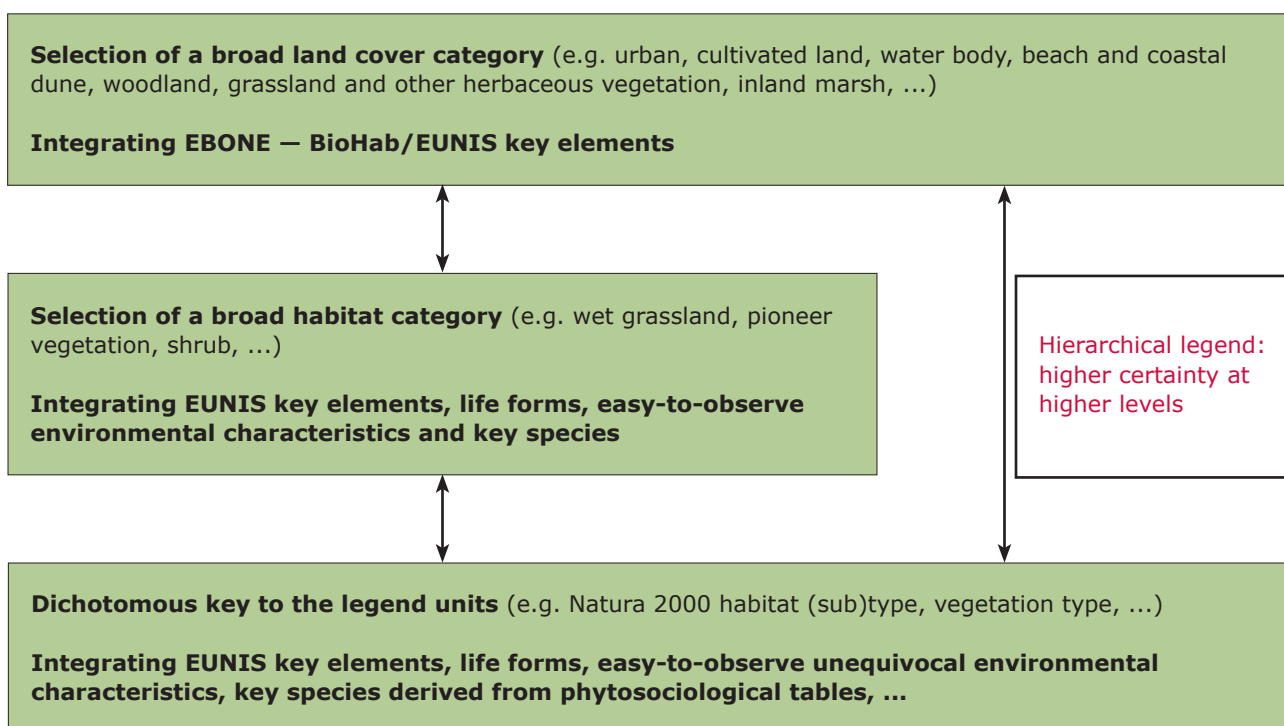 Selection of a broad land cover category (e.g. urban, cultivated land, water body, beach and coastal
dune, woodland, grassland and other herbaceous vegetation, inland marsh, ...)
Integrating EBONE — BioHab/EUNIS key elements
Selection of a broad habitat category (e.g. wet grassland, pioneer
vegetation, shrub, ...)
Integrating EUNIS key elements, life forms, easy-to-observe
environmental characteristics and key species
Hierarchical legend:
higher certainty at
higher levels
Dichotomous key to the legend units (e.g. Natura 2000 habitat (sub)type, vegetation type, ...)
Integrating EUNIS key elements, life forms, easy-to-observe unequivocal environmental
characteristics, key species derived from phytosociological tables, ...